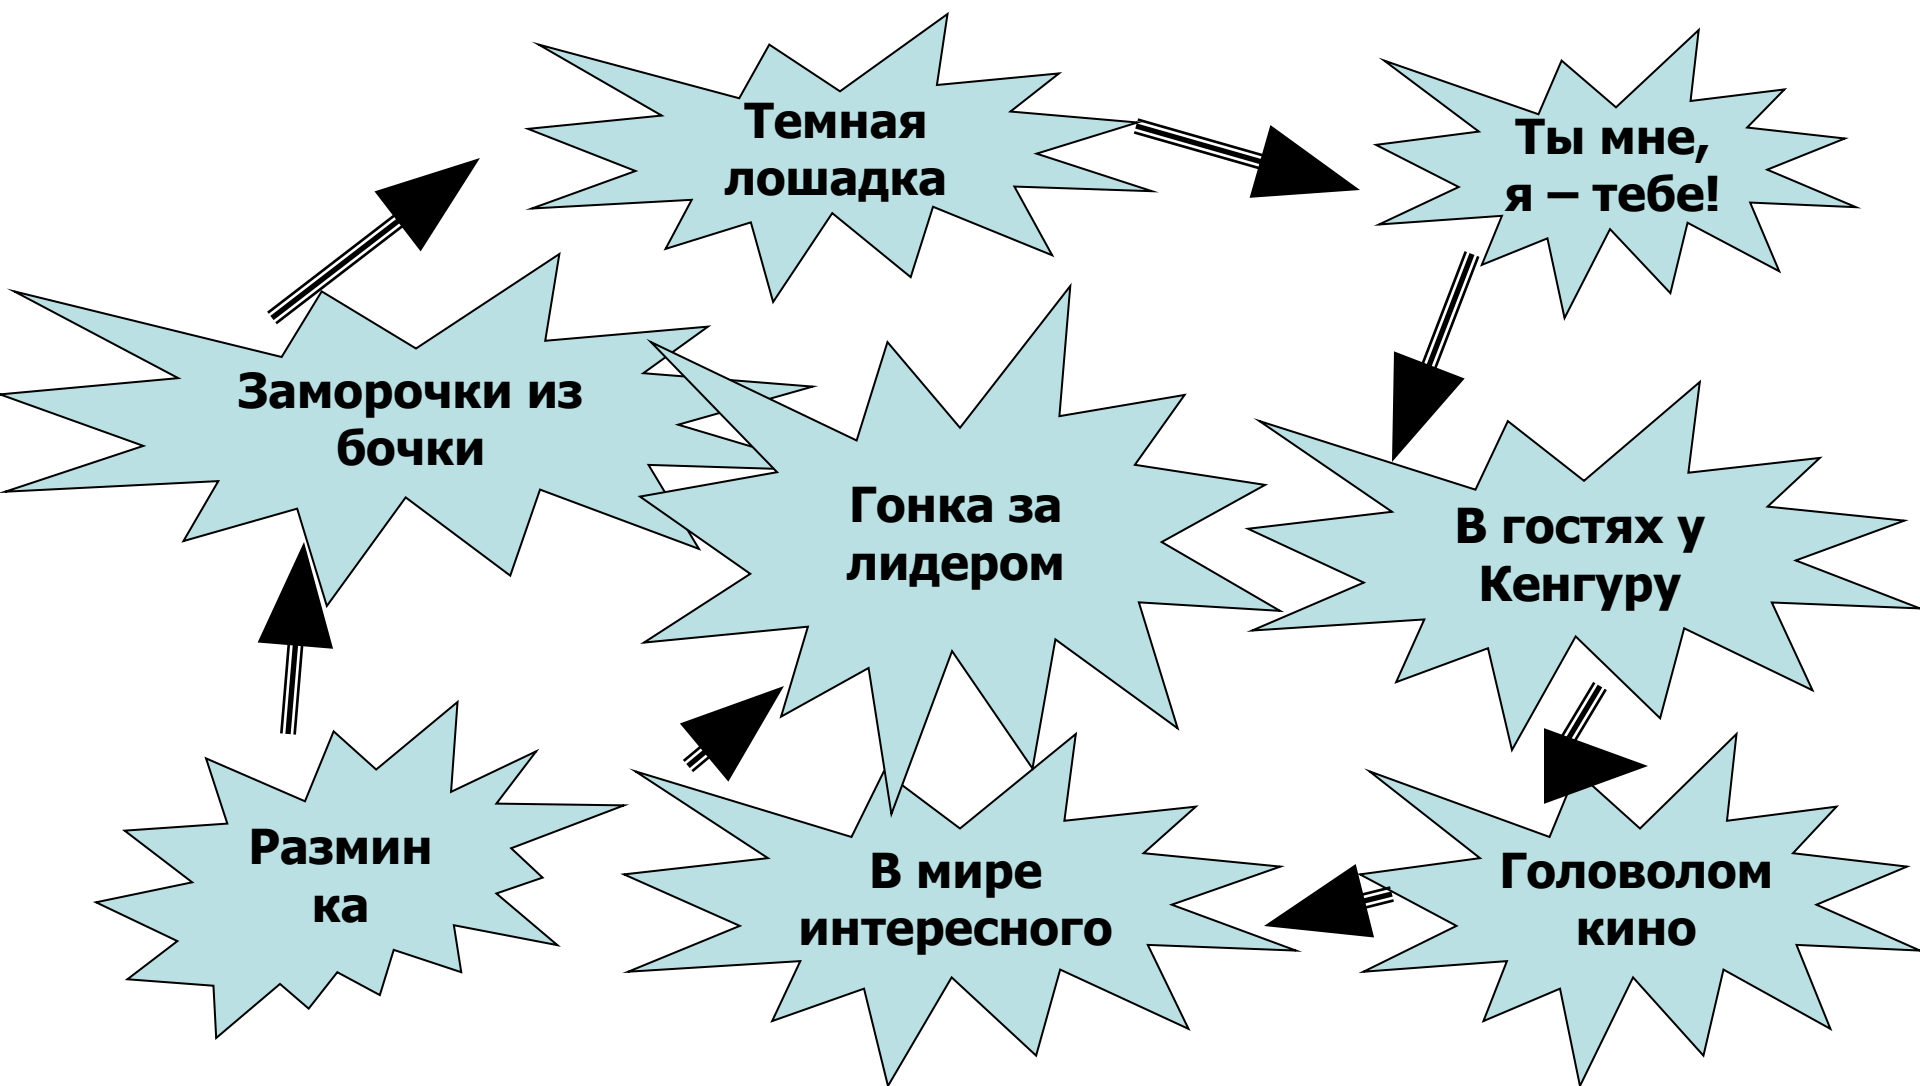 Темная
лошадка
Ты мне,
я – тебе!
Заморочки из
бочки
Гонка за
лидером
В гостях у
Кенгуру
Размин
ка
В мире
интересного
Головолом
кино